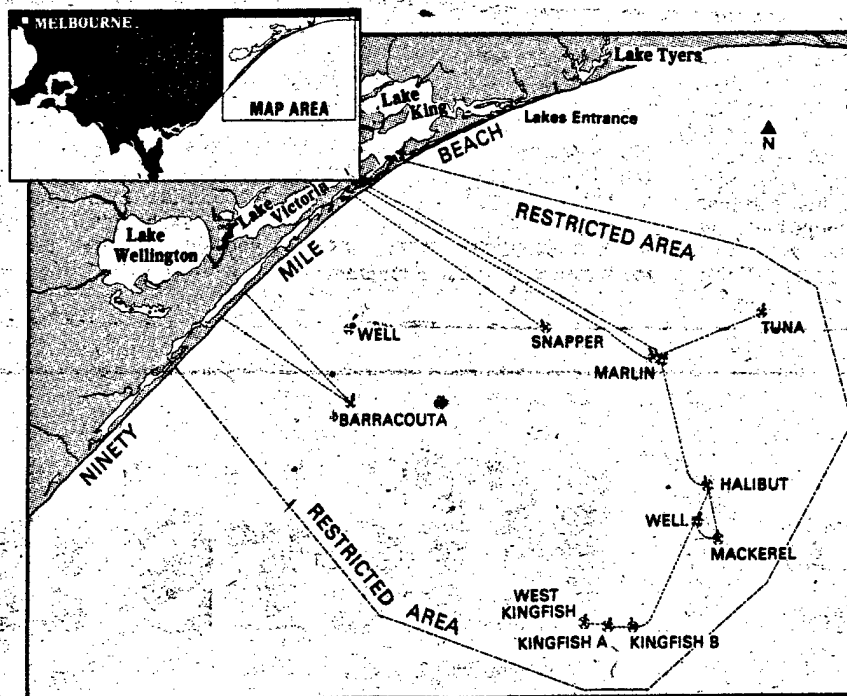 MELBOURNE
MAP AREA
Lake Tyers
Lake
King
Lakes Entrance
N
BEACH
RESTRICTED AREA
Lake
Victoria
Lake
Wellington
MILE
WELL
SNAPPER
TUNA
MARLIN
BARRACOUTA
NINETY
HALIBUT
WELL
MACKEREL
RESTRICTED AREA
WEST
KINGFISH
KINGFISH A
KINGFISH B